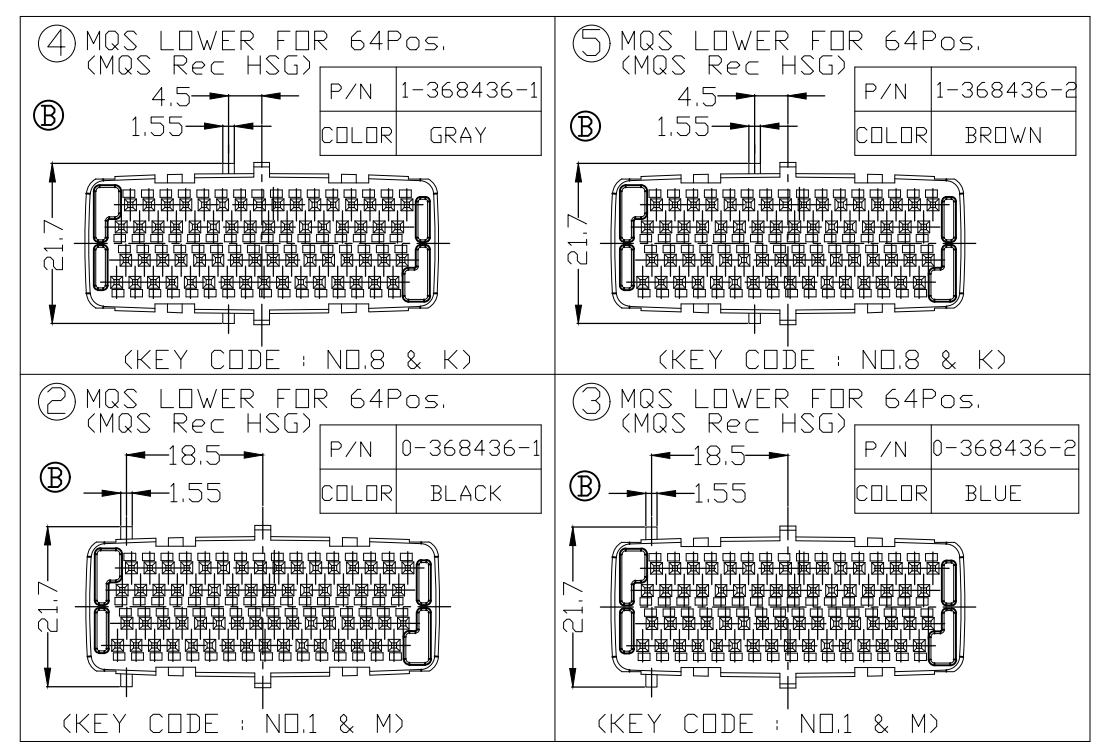 ④ MQS LOWER FOR 64Pos.
(MQS Rec HSG)
P/N 1-368436-1
COLOR GRAY
4.5
Ⓑ
1.55
21.7
(KEY CODE : NO.8 & K)
⑤ MQS LOWER FOR 64Pos.
(MQS Rec HSG)
P/N 1-368436-2
COLOR BROWN
4.5
Ⓑ
1.55
21.7
(KEY CODE : NO.8 & K)
② MQS LOWER FOR 64Pos.
(MQS Rec HSG)
P/N 0-368436-1
COLOR BLACK
18.5
Ⓑ
1.55
21.7
(KEY CODE : NO.1 & M)
③ MQS LOWER FOR 64Pos.
(MQS Rec HSG)
P/N 0-368436-2
COLOR BLUE
18.5
Ⓑ
1.55
21.7
(KEY CODE : NO.1 & M)